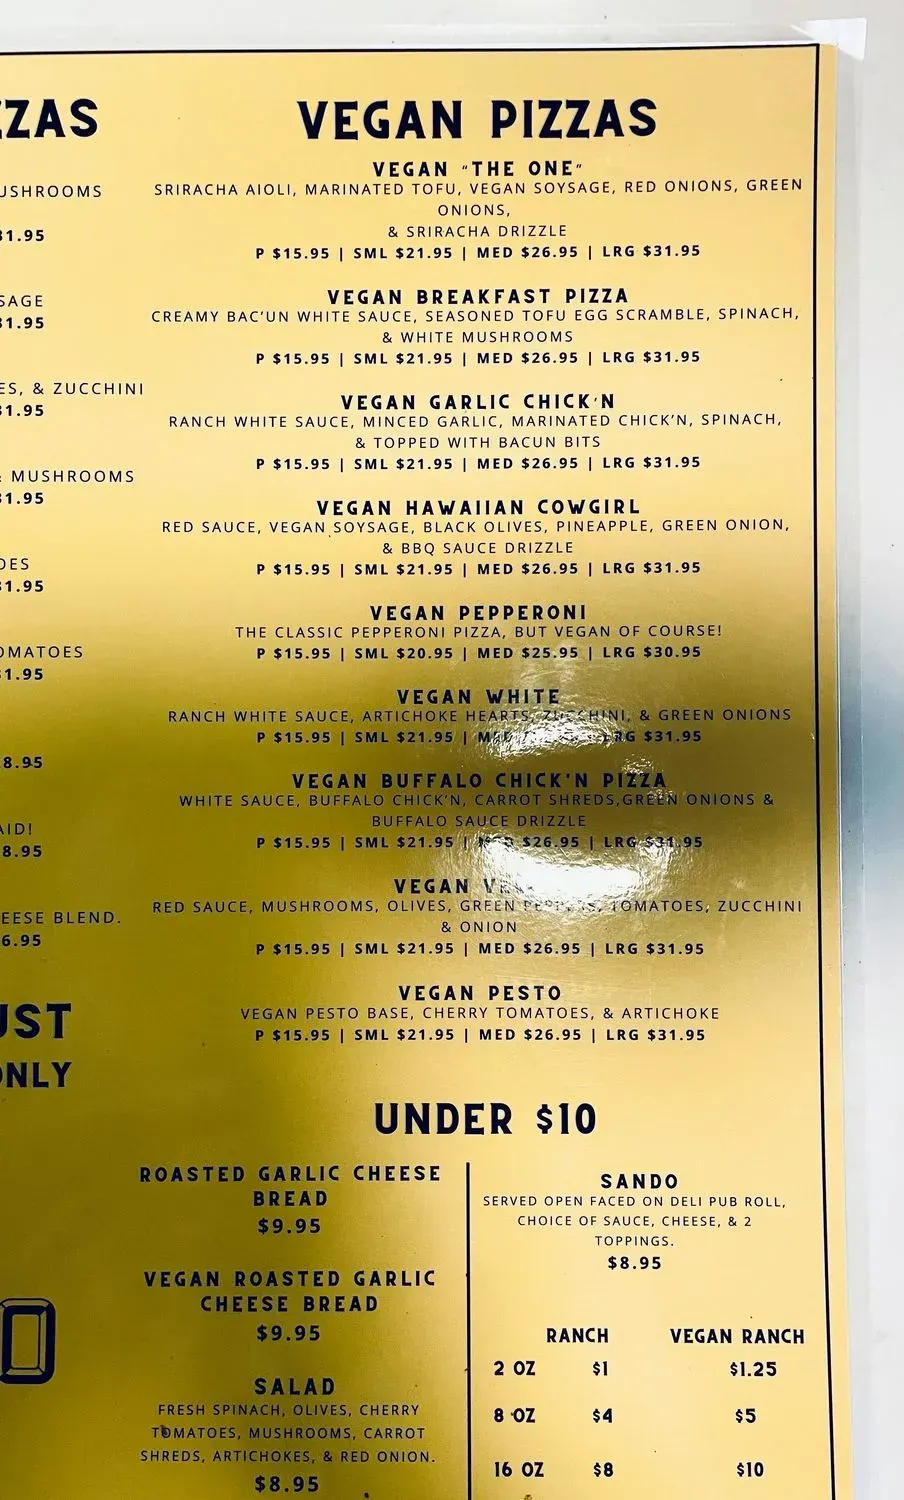 ZZAS
USHROOMS
31.95
SAGE
31.95
ES, & ZUCCHINI
31.95
& MUSHROOMS
31.95
OES
31.95
OMATOES
31.95
8.95
AID!
8.95
EESE BLEND.
6.95
UST
ONLY
O
VEGAN PIZZAS
VEGAN "THE ONE"
SRIRACHA AIOLI, MARINATED TOFU, VEGAN SOYSAGE, RED ONIONS, GREEN
ONIONS,
& SRIRACHA DRIZZLE
P $15.95 | SML $21.95 | MED $26.95 | LRG $31.95
VEGAN BREAKFAST PIZZA
CREAMY BAC'UN WHITE SAUCE, SEASONED TOFU EGG SCRAMBLE, SPINACH,
& WHITE MUSHROOMS
P $15.95 | SML $21.95 | MED $26.95 | LRG $31.95
VEGAN GARLIC CHICK'N
RANCH WHITE SAUCE, MINCED GARLIC, MARINATED CHICK'N, SPINACH,
& TOPPED WITH BACUN BITS
P $15.95 | SML $21.95 | MED $26.95 | LRG $31.95
VEGAN HAWAIIAN COWGIRL
RED SAUCE, VEGAN SOYSAGE, BLACK OLIVES, PINEAPPLE, GREEN ONION,
& BBQ SAUCE DRIZZLE
P $15.95 | SML $21.95 | MED $26.95 | LRG $31.95
VEGAN PEPPERONI
THE CLASSIC PEPPERONI PIZZA, BUT VEGAN OF COURSE!
P $15.95 | SML $20.95 | MED $25.95 | LRG $30.95
VEGAN WHITE
RANCH WHITE SAUCE, ARTICHOKE HEARTS, ZUCCHINI, & GREEN ONIONS
P $15.95 | SML $21.95 | MED LRG $31.95
VEGAN BUFFALO CHICK'N PIZZA
WHITE SAUCE, BUFFALO CHICK'N, CARROT SHREDS,GREEN ONIONS &
BUFFALO SAUCE DRIZZLE
P $15.95 | SML $21.95 | MED $26.95 | LRG $31.95
VEGAN
RED SAUCE, MUSHROOMS, OLIVES, GREEN PEPPERS, TOMATOES, ZUCCHINI
& ONION
P $15.95 | SML $21.95 | MED $26.95 | LRG $31.95
VEGAN PESTO
VEGAN PESTO BASE, CHERRY TOMATOES, & ARTICHOKE
P $15.95 | SML $21.95 | MED $26.95 | LRG $31.95
UNDER $10
ROASTED GARLIC CHEESE
BREAD
$9.95
VEGAN ROASTED GARLIC
CHEESE BREAD
$9.95
SALAD
FRESH SPINACH, OLIVES, CHERRY
TOMATOES, MUSHROOMS, CARROT
SHREDS, ARTICHOKES, & RED ONION.
$8.95
SANDO
SERVED OPEN FACED ON DELI PUB ROLL,
CHOICE OF SAUCE, CHEESE, & 2
TOPPINGS.
$8.95
RANCH VEGAN RANCH
2 OZ $1 $1.25
8 OZ $4 $5
16 OZ $8 $10